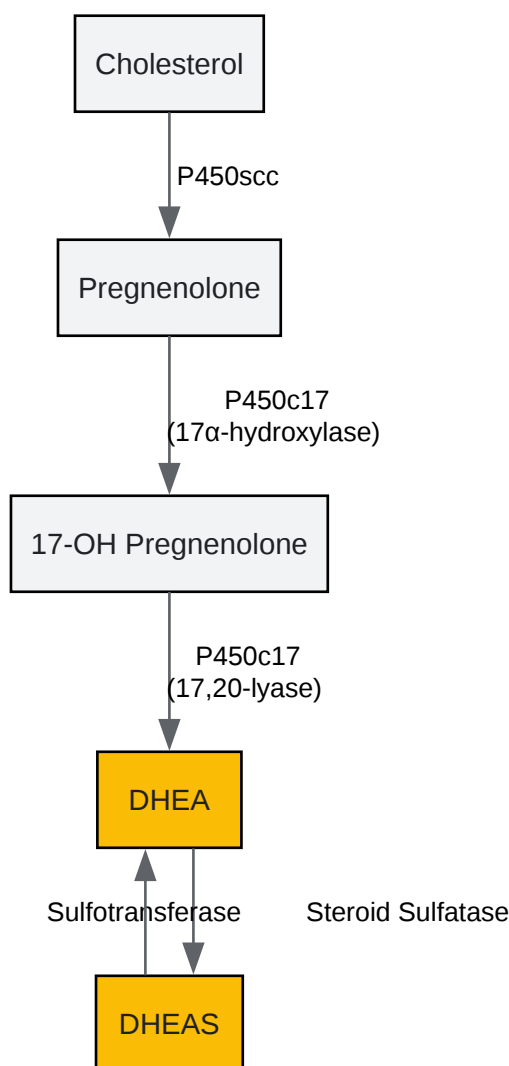 Cholesterol
P450scc
Pregnenolone
P450c17
(17α-hydroxylase)
17-OH Pregnenolone
P450c17
(17,20-lyase)
DHEA
Sulfotransferase
Steroid Sulfatase
DHEAS